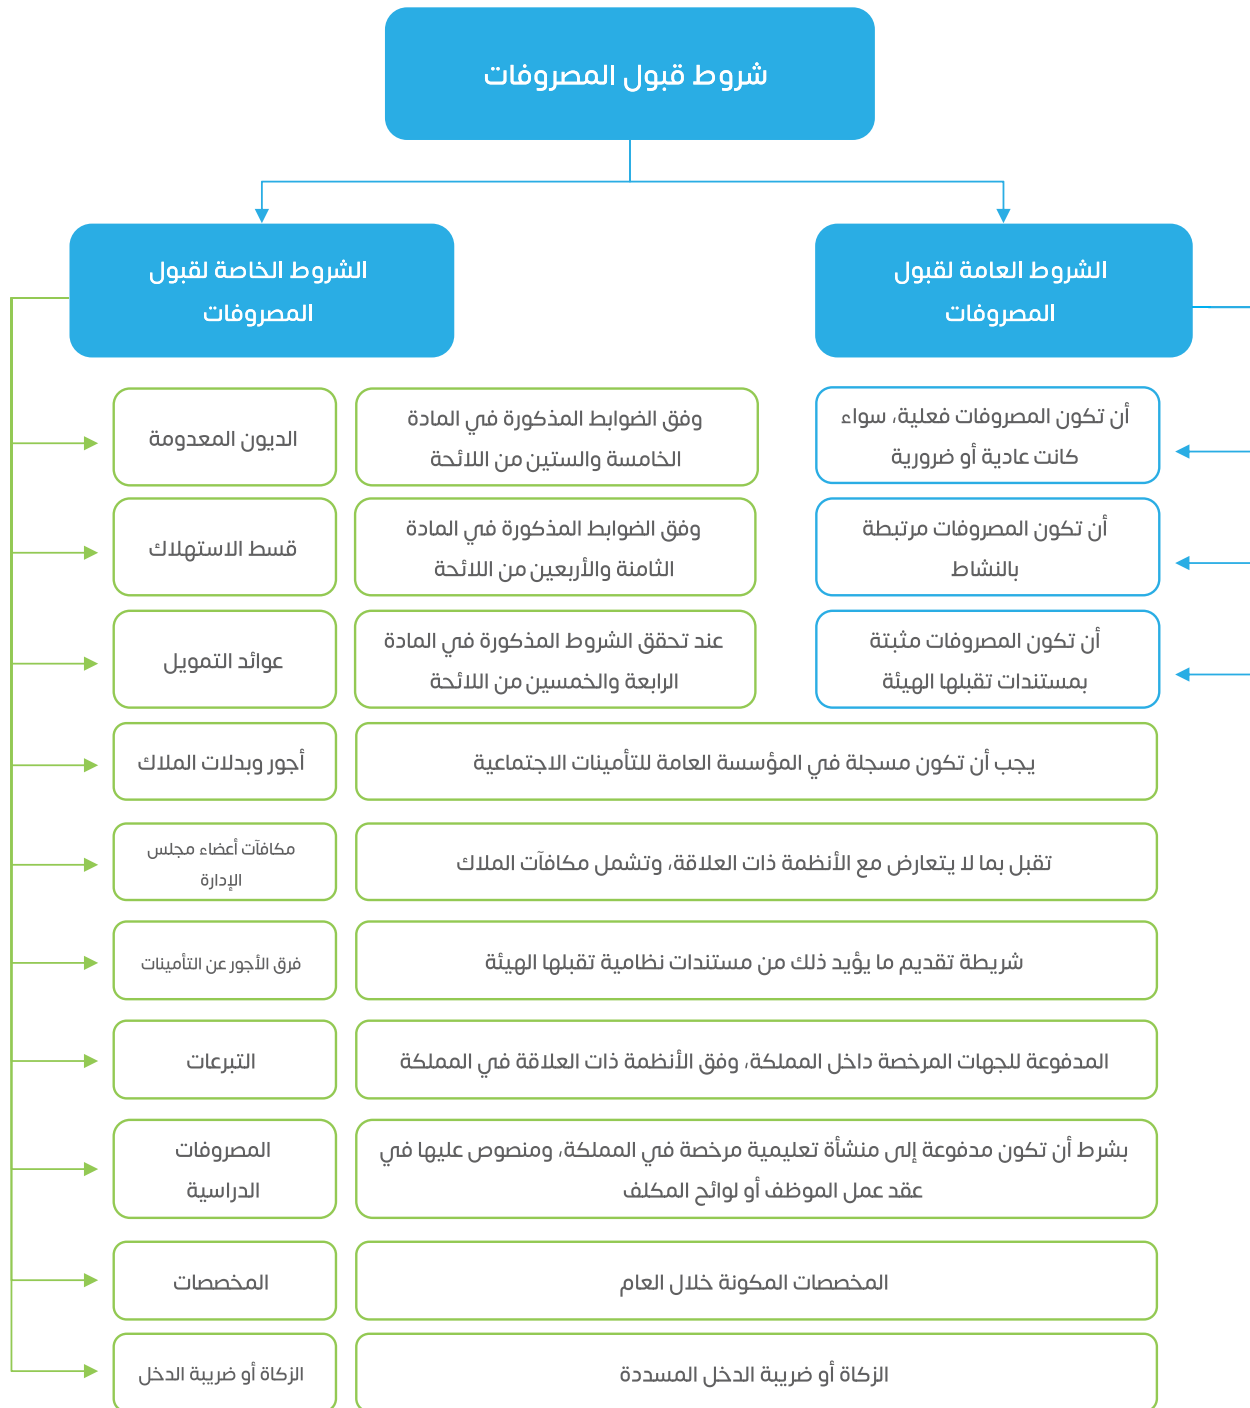 شروط قبول المصروفات
الشروط العامة لقبول
المصروفات
أن تكون المصروفات فعلية، سواء
كانت عادية أو ضرورية
أن تكون المصروفات مرتبطة
بالنشاط
أن تكون المصروفات مثبتة
بمستندات تقبلها الهيئة
الشروط الخاصة لقبول
المصروفات
الديون المعدومة
وفق الضوابط المذكورة في المادة
الخامسة والستين من اللائحة
قسط الاستهلاك
وفق الضوابط المذكورة في المادة
الثامنة والأربعين من اللائحة
عوائد التمويل
عند تحقق الشروط المذكورة في المادة
الرابعة والخمسين من اللائحة
أجور وبدلات الملاك
يجب أن تكون مسجلة في المؤسسة العامة للتأمينات الاجتماعية
مكافآت أعضاء مجلس
الإدارة
تقبل بما لا يتعارض مع الأنظمة ذات العلاقة، وتشمل مكافآت الملاك
فرق الأجور عن التأمينات
شريطة تقديم ما يؤيد ذلك من مستندات نظامية تقبلها الهيئة
التبرعات
المدفوعة للجهات المرخصة داخل المملكة، وفق الأنظمة ذات العلاقة في المملكة
المصروفات
الدراسية
بشرط أن تكون مدفوعة إلى منشأة تعليمية مرخصة في المملكة، ومنصوص عليها في
عقد عمل الموظف أو لوائح المكلف
المخصصات
المخصصات المكونة خلال العام
الزكاة أو ضريبة الدخل
الزكاة أو ضريبة الدخل المسددة